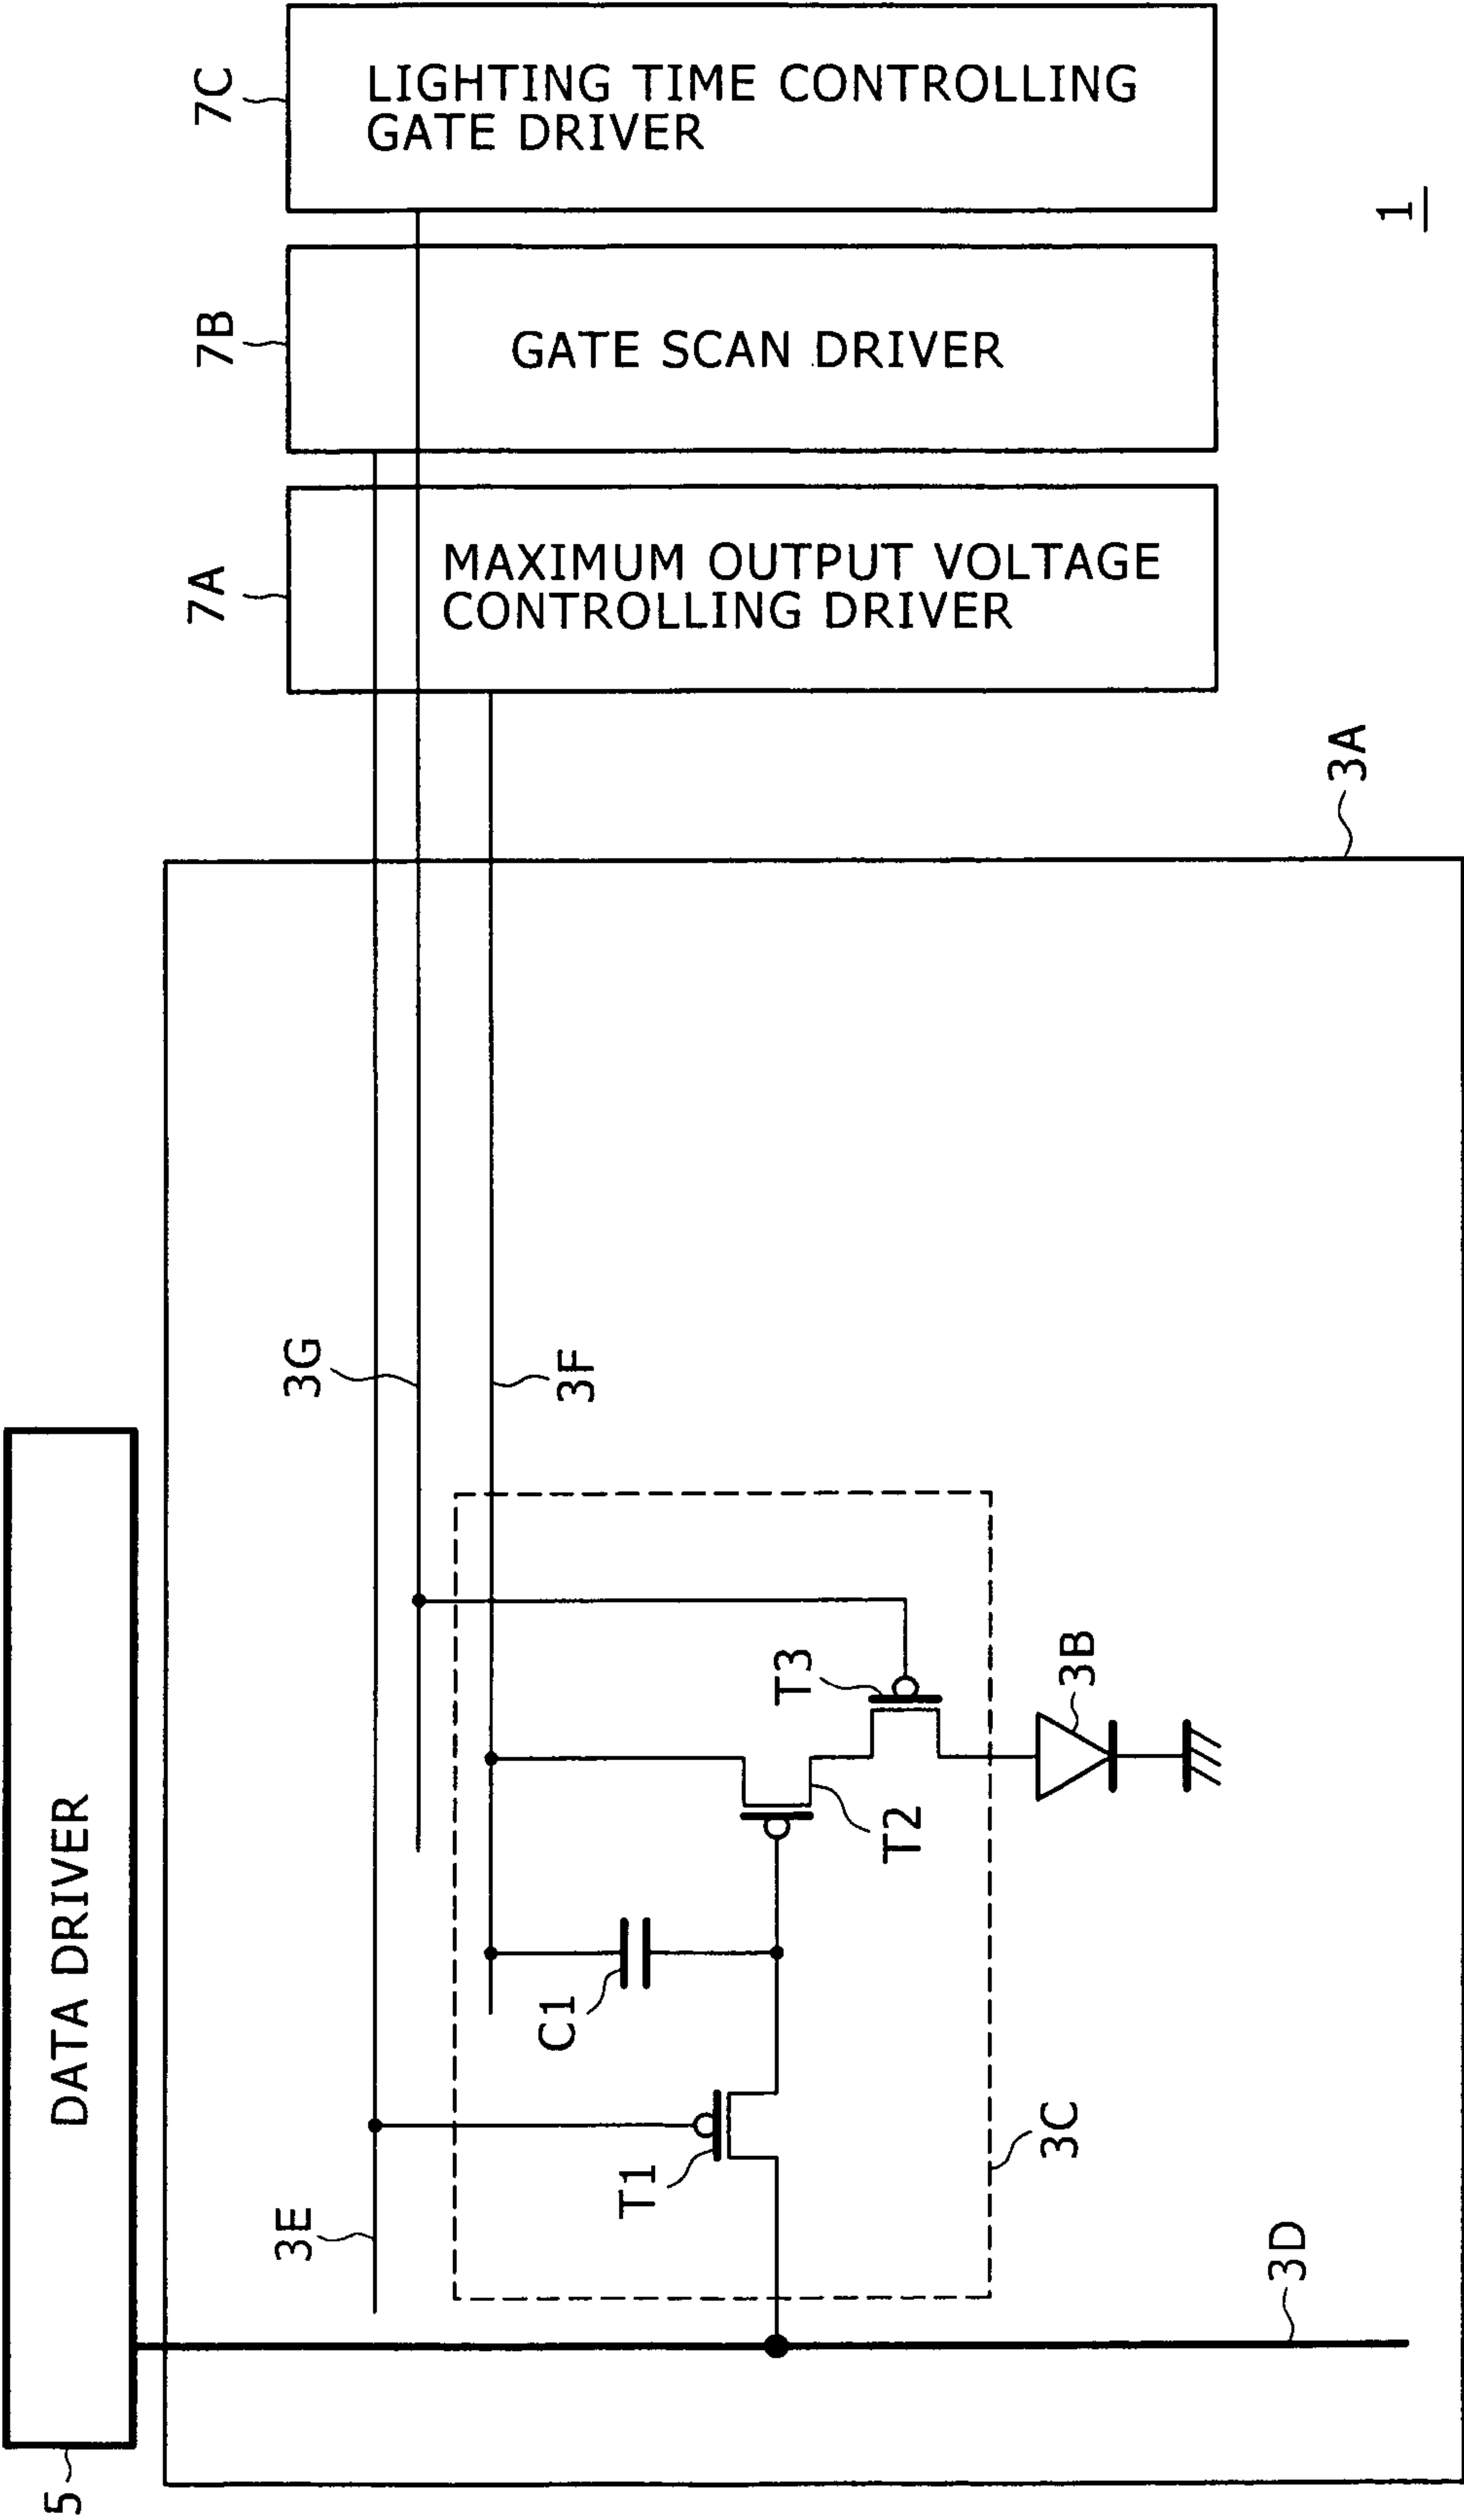 7C
LIGHTING TIME CONTROLLING
GATE DRIVER
1
7B
GATE SCAN DRIVER
7A
MAXIMUM OUTPUT VOLTAGE
CONTROLLING DRIVER
3A
3G
3F
DATA DRIVER
5
T3
3B
T2
C1
T1
3C
3E
3D